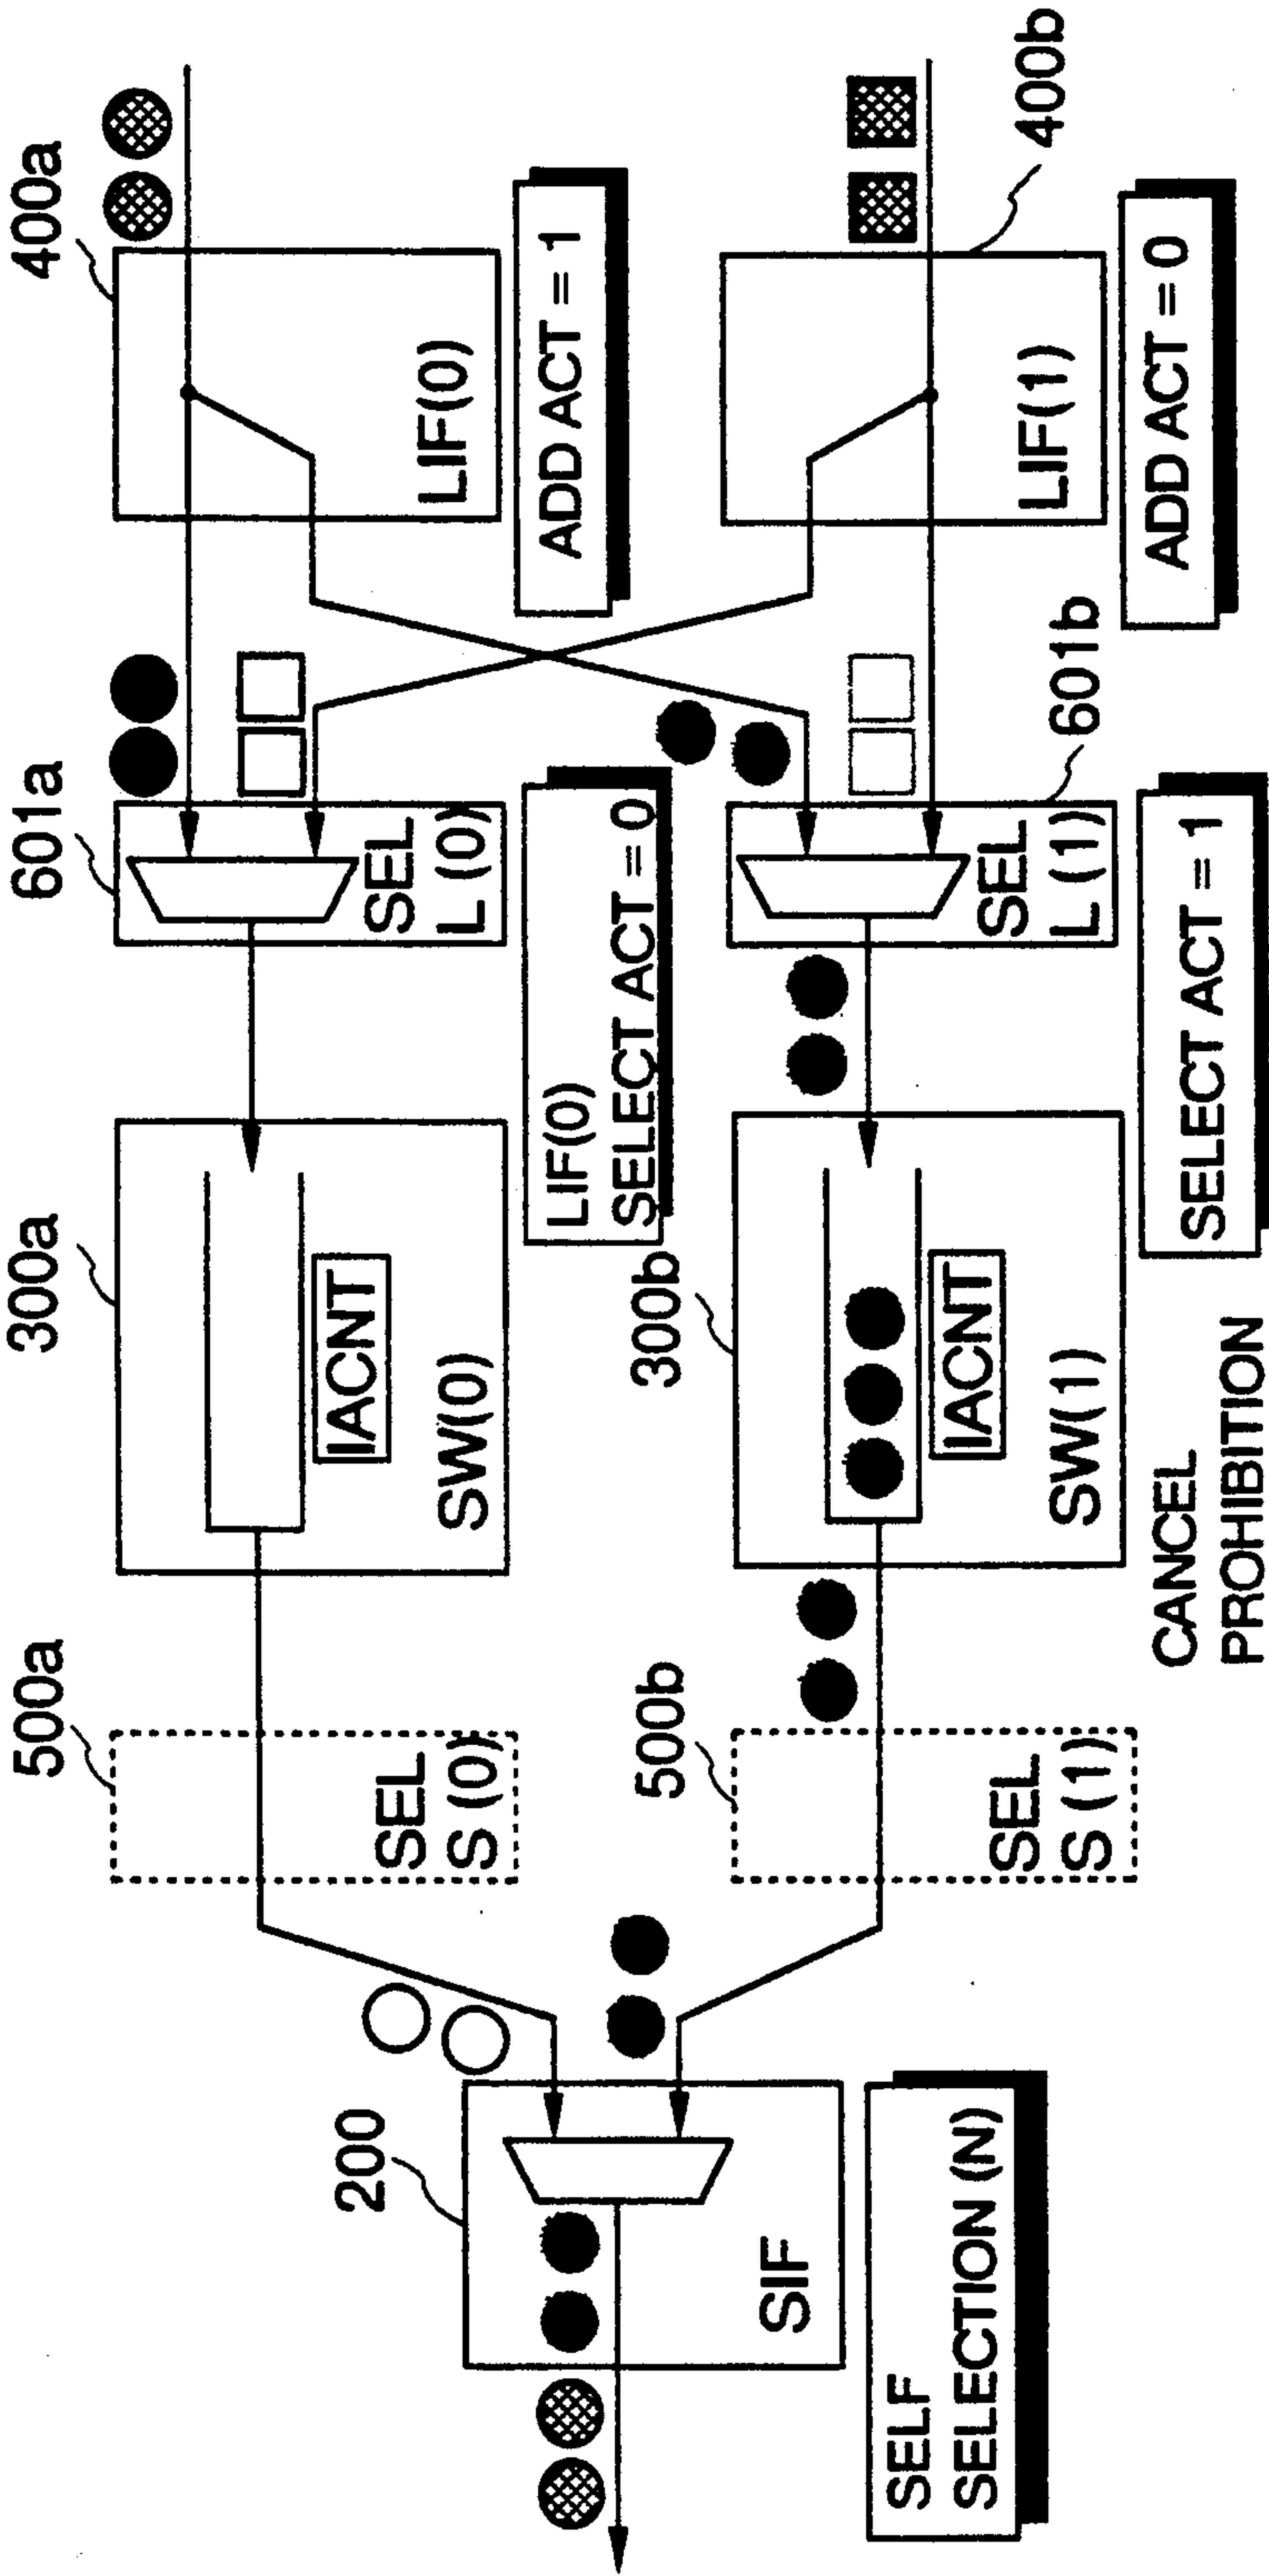 400a
LIF(0)
ADD ACT = 1
LIF(1)
400b
ADD ACT = 0
601a
SEL
L (0)
LIF(0)
SELECT ACT = 0
SEL
L (1)
601b
SELECT ACT = 1
300a
IACNT
SW(0)
300b
IACNT
SW(1)
CANCEL
PROHIBITION
500a
SEL
S (0)
500b
SEL
S (1)
200
SIF
SELF
SELECTION (N)